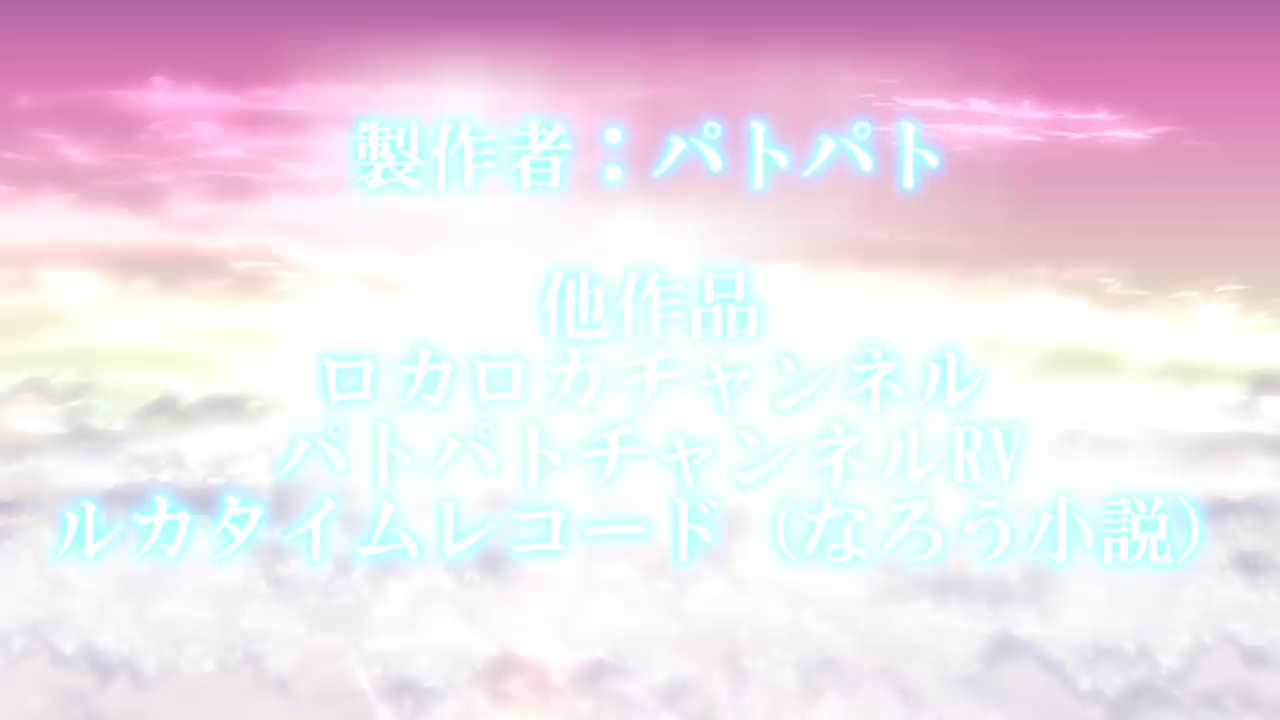 製作者：パトパト
他作品
ロカロカチャンネル
パトパトチャンネルRV
ルカタイムレコード（なろう小説）